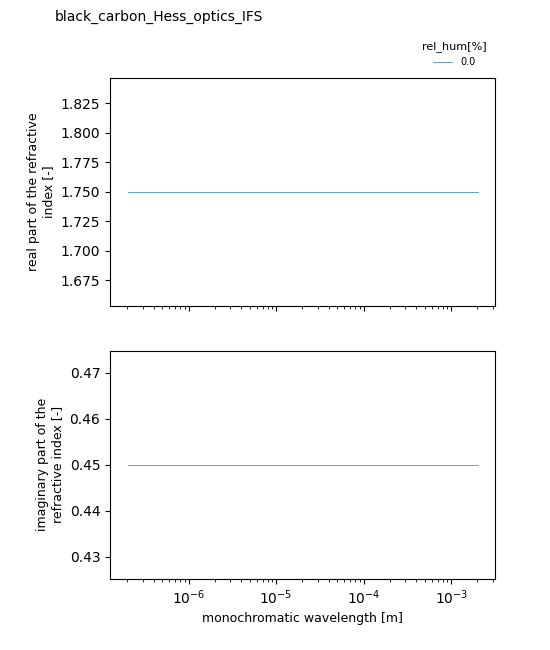 black_carbon_Hess_optics_IFS
rel_hum[%]
0.0
1.825
1.800
1.775
1.750
1.725
1.700
1.675
real part of the refractive
index [-]
0.47
0.46
0.45
0.44
0.43
imaginary part of the
refractive index [-]
10⁻⁶ 10⁻⁵ 10⁻⁴ 10⁻³
monochromatic wavelength [m]